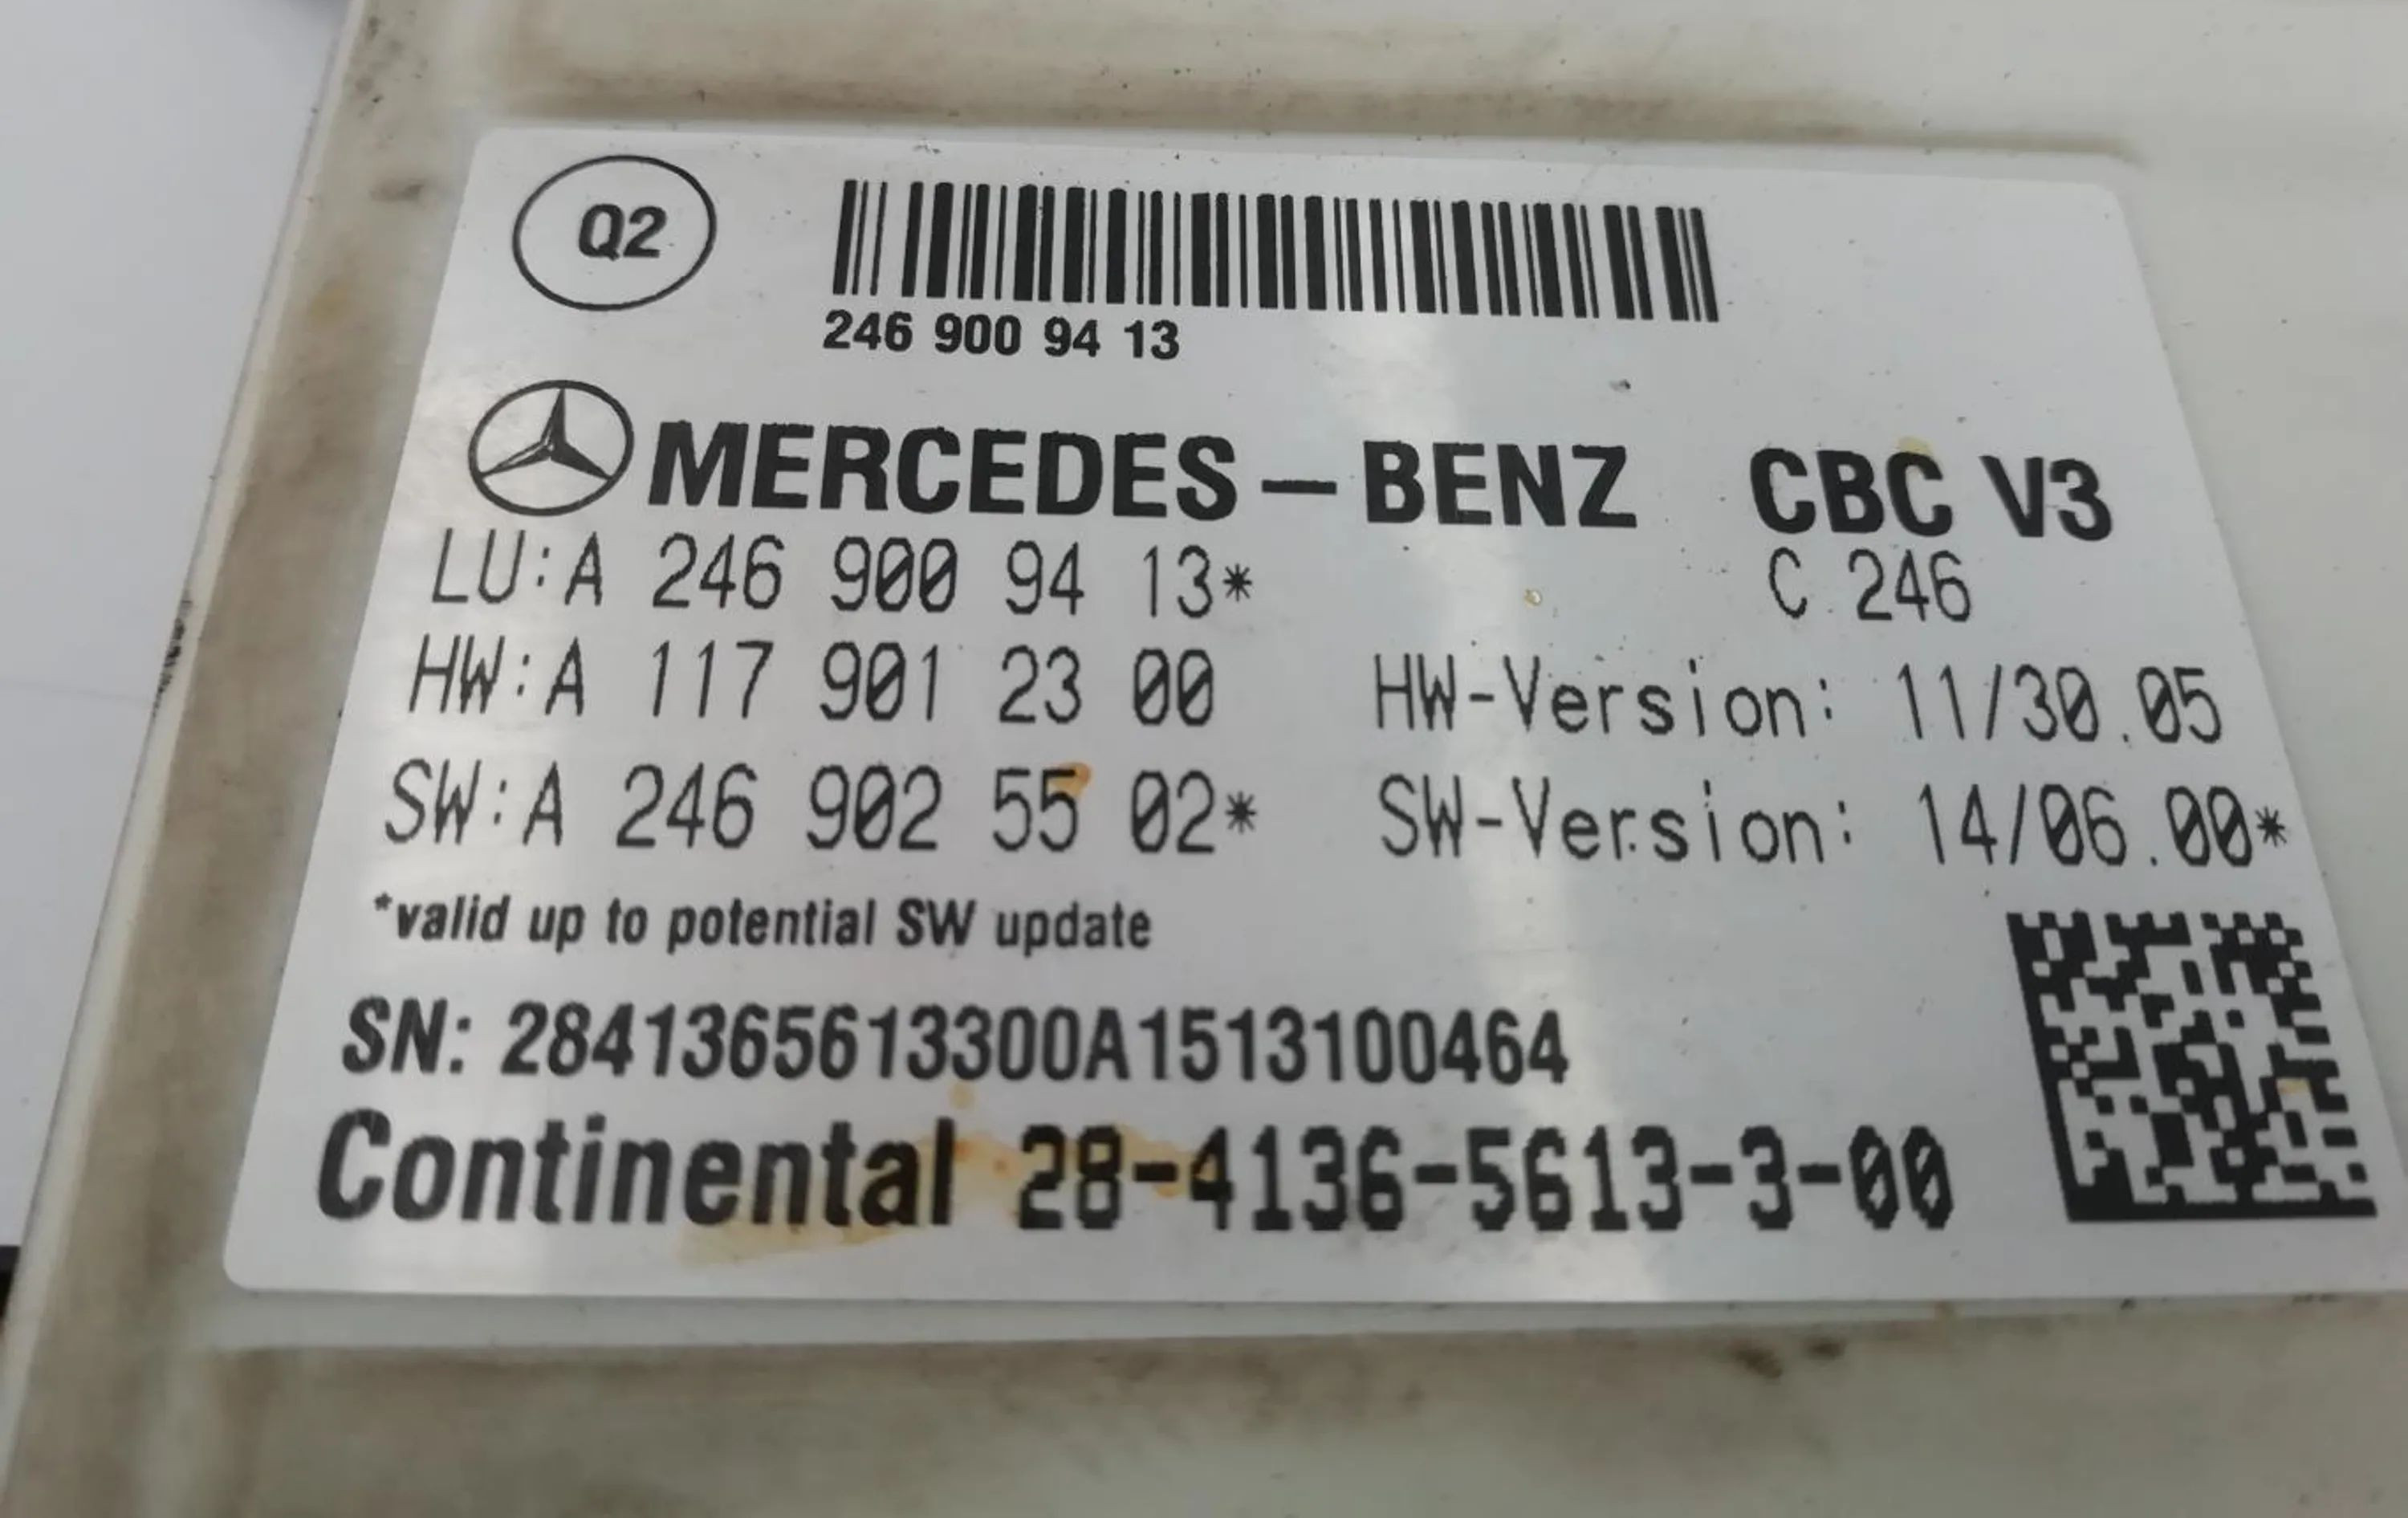 Q2
246 900 94 13
MERCEDES-BENZ CBC V3
LU:A 246 900 94 13* C 246
HW:A 117 901 23 00 HW-Version: 11/30.05
SW:A 246 902 55 02* SW-Version: 14/06.00*
*valid up to potential SW update
SN: 2841365613300A1513100464
Continental 28-4136-5613-3-00